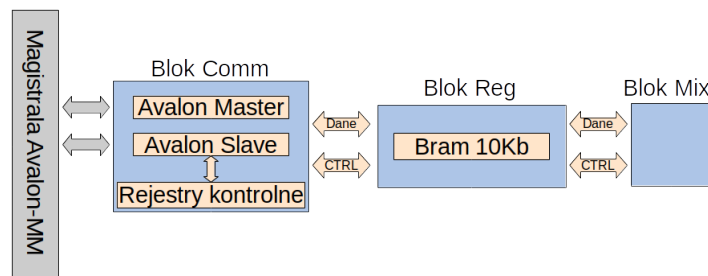 Magistrala Avalon-MM
Blok Comm
Avalon Master
Avalon Slave
Rejestry kontrolne
Dane
CTRL
Blok Reg
Bram 10Kb
Dane
CTRL
Blok Mix